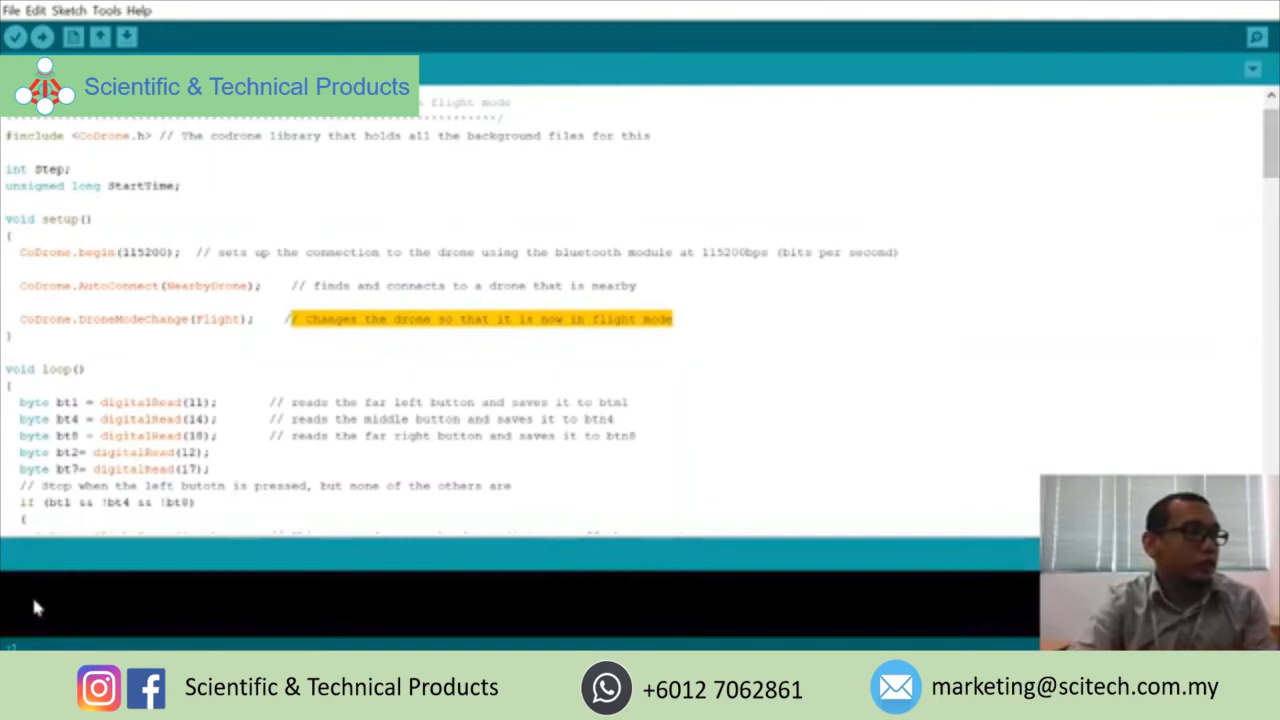 File Edit Sketch Tools Help
Scientific & Technical Products
flight mode
*/
#include <CoDrone.h> // The codrone library that holds all the background files for this
int Step;
unsigned long StartTime;
void setup()
{
CoDrone.begin(115200); // sets up the connection to the drone using the bluetooth module at 115200bps (bits per second)
CoDrone.AutoConnect(NearbyDrone); // finds and connects to a drone that is nearby
CoDrone.DroneModeChange(Flight); // Changes the drone so that it is now in flight mode
}
void loop()
{
byte bt1 = digitalRead(11); // reads the far left button and saves it to btn1
byte bt4 = digitalRead(14); // reads the middle button and saves it to btn4
byte bt8 = digitalRead(18); // reads the far right button and saves it to btn8
byte bt2= digitalRead(12);
byte bt7= digitalRead(17);
// Stop when the left butotn is pressed, but none of the others are
if (bt1 && !bt4 && !bt8)
{
Scientific & Technical Products
+6012 7062861
marketing@scitech.com.my